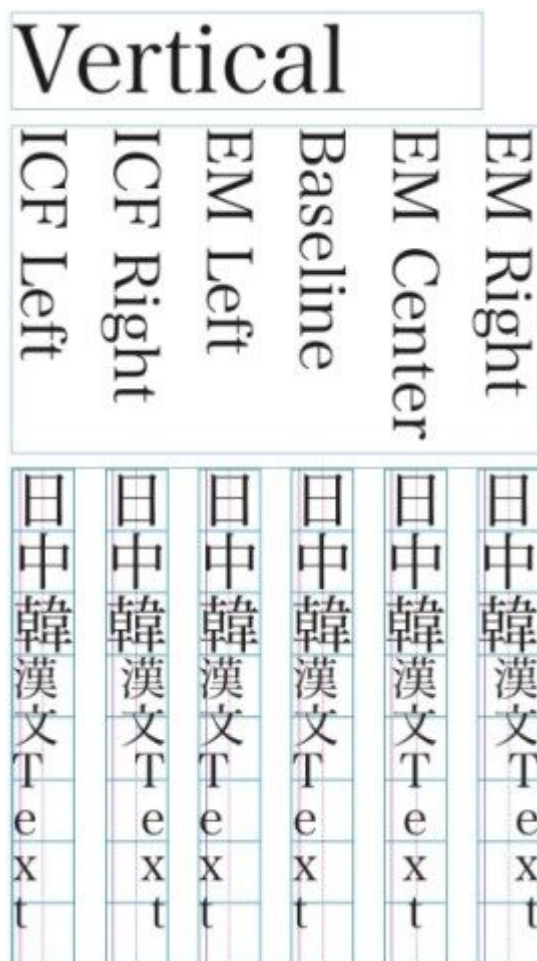 Vertical
ICF Left
ICF Right
EM Left
Baseline
EM Center
EM Right
日中韓漢文Text
日中韓漢文Text
日中韓漢文Text
日中韓漢文Text
日中韓漢文Text
日中韓漢文Text